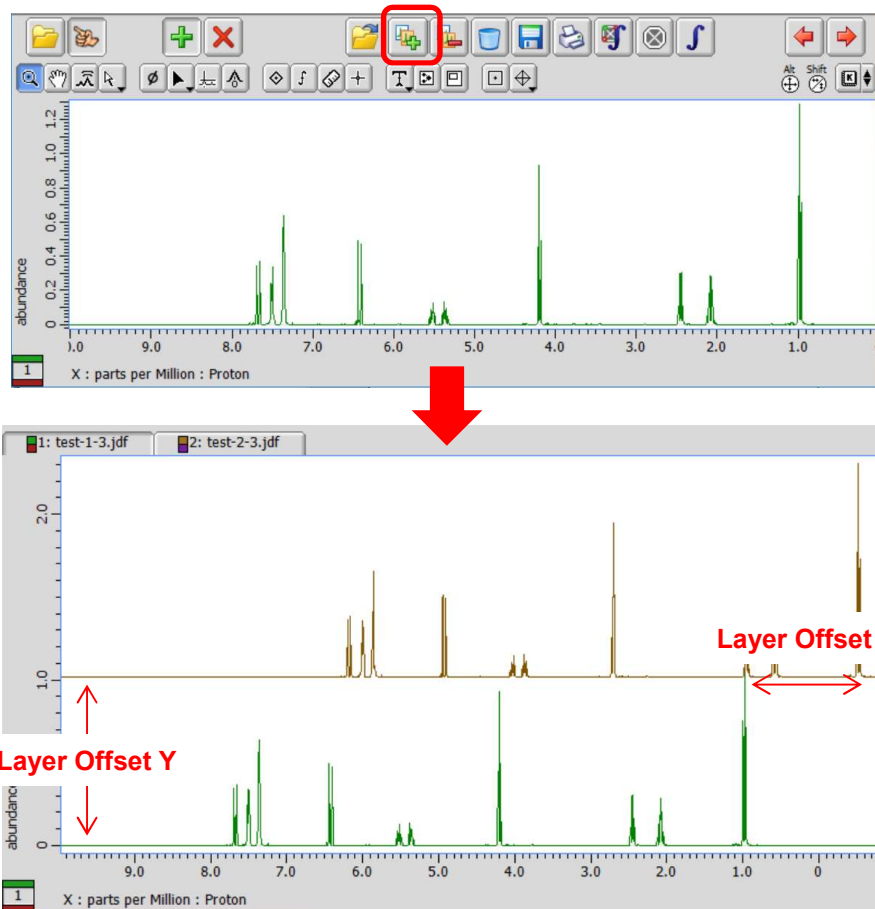 Alt Shift
K
1.2
1.0
0.8
0.6
0.4
0.2
0
abundance
).0 9.0 8.0 7.0 6.0 5.0 4.0 3.0 2.0 1.0
1
X : parts per Million : Proton
1: test-1-3.jdf 2: test-2-3.jdf
2.0
Layer Offset
1.0
Layer Offset Y
abundanc
0
9.0 8.0 7.0 6.0 5.0 4.0 3.0 2.0 1.0 0
1
X : parts per Million : Proton